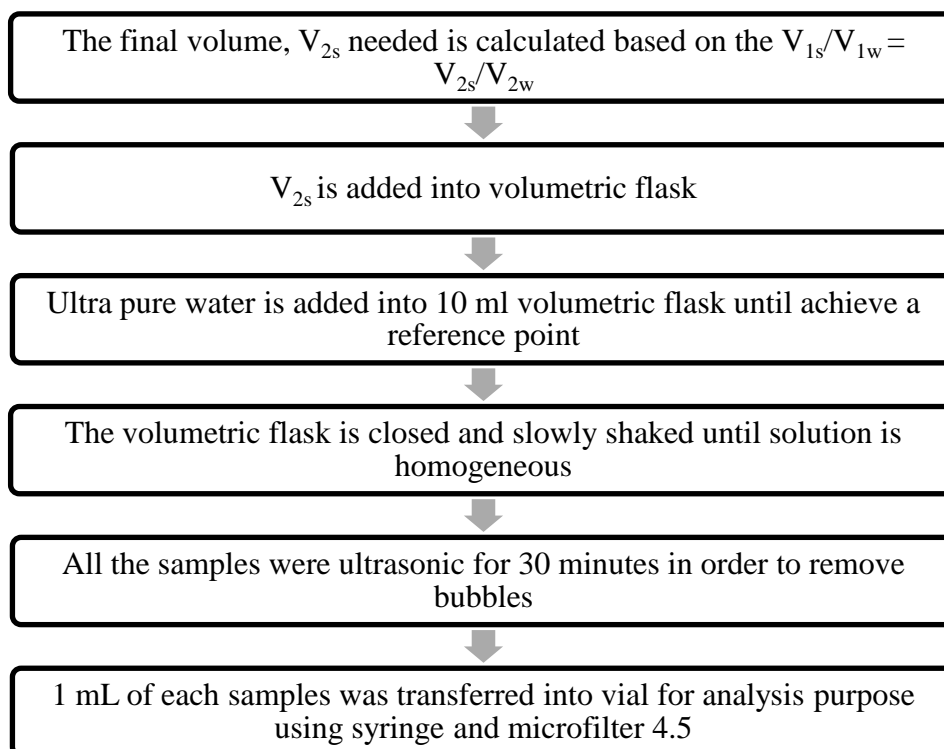 The final volume, V₂ₛ needed is calculated based on the V₁ₛ/V₁w =
V₂ₛ/V₂w
V₂ₛ is added into volumetric flask
Ultra pure water is added into 10 ml volumetric flask until achieve a
reference point
The volumetric flask is closed and slowly shaked until solution is
homogeneous
All the samples were ultrasonic for 30 minutes in order to remove
bubbles
1 mL of each samples was transferred into vial for analysis purpose
using syringe and microfilter 4.5